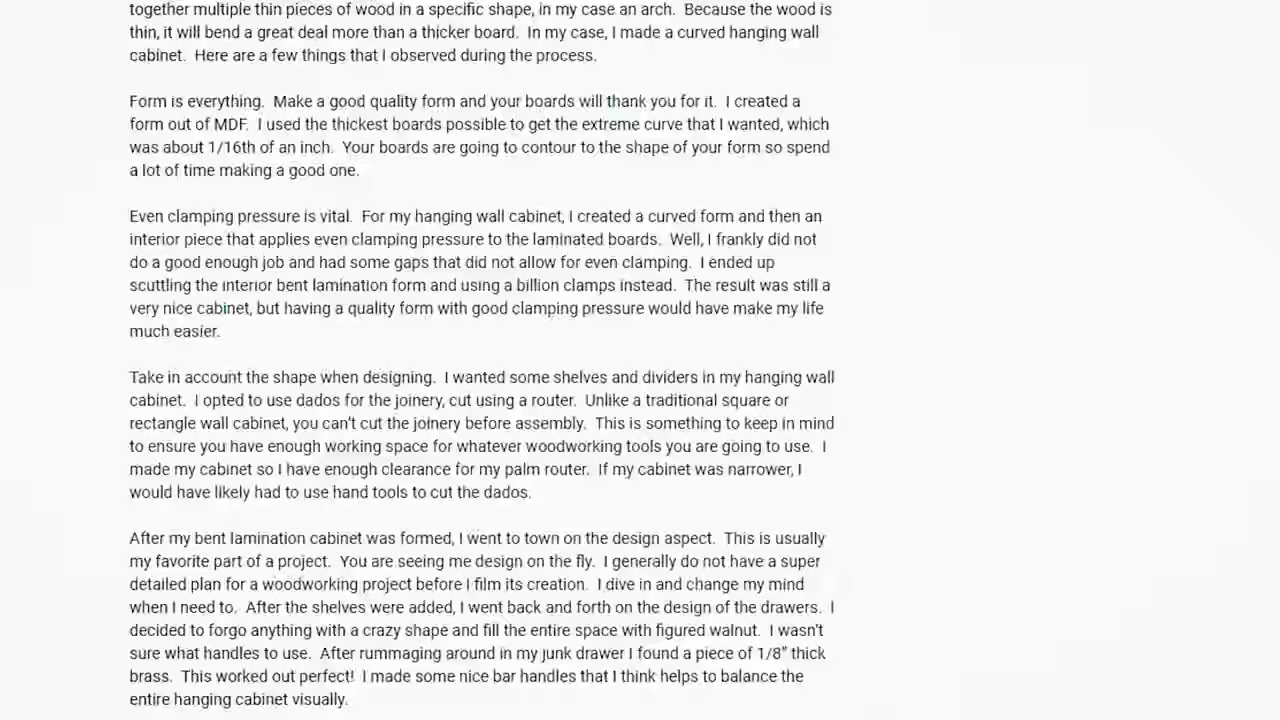 together multiple thin pieces of wood in a specific shape, in my case an arch.  Because the wood is
thin, it will bend a great deal more than a thicker board.  In my case, I made a curved hanging wall
cabinet.  Here are a few things that I observed during the process.

Form is everything.  Make a good quality form and your boards will thank you for it.  I created a
form out of MDF.  I used the thickest boards possible to get the extreme curve that I wanted, which
was about 1/16th of an inch.  Your boards are going to contour to the shape of your form so spend
a lot of time making a good one.

Even clamping pressure is vital.  For my hanging wall cabinet, I created a curved form and then an
interior piece that applies even clamping pressure to the laminated boards.  Well, I frankly did not
do a good enough job and had some gaps that did not allow for even clamping.  I ended up
scuttling the interior bent lamination form and using a billion clamps instead.  The result was still a
very nice cabinet, but having a quality form with good clamping pressure would have make my life
much easier.

Take in account the shape when designing.  I wanted some shelves and dividers in my hanging wall
cabinet.  I opted to use dados for the joinery, cut using a router.  Unlike a traditional square or
rectangle wall cabinet, you can't cut the joinery before assembly.  This is something to keep in mind
to ensure you have enough working space for whatever woodworking tools you are going to use.  I
made my cabinet so I have enough clearance for my palm router.  If my cabinet was narrower, I
would have likely had to use hand tools to cut the dados.

After my bent lamination cabinet was formed, I went to town on the design aspect.  This is usually
my favorite part of a project.  You are seeing me design on the fly.  I generally do not have a super
detailed plan for a woodworking project before I film its creation.  I dive in and change my mind
when I need to.  After the shelves were added, I went back and forth on the design of the drawers.  I
decided to forgo anything with a crazy shape and fill the entire space with figured walnut.  I wasn't
sure what handles to use.  After rummaging around in my junk drawer I found a piece of 1/8" thick
brass.  This worked out perfect!  I made some nice bar handles that I think helps to balance the
entire hanging cabinet visually.